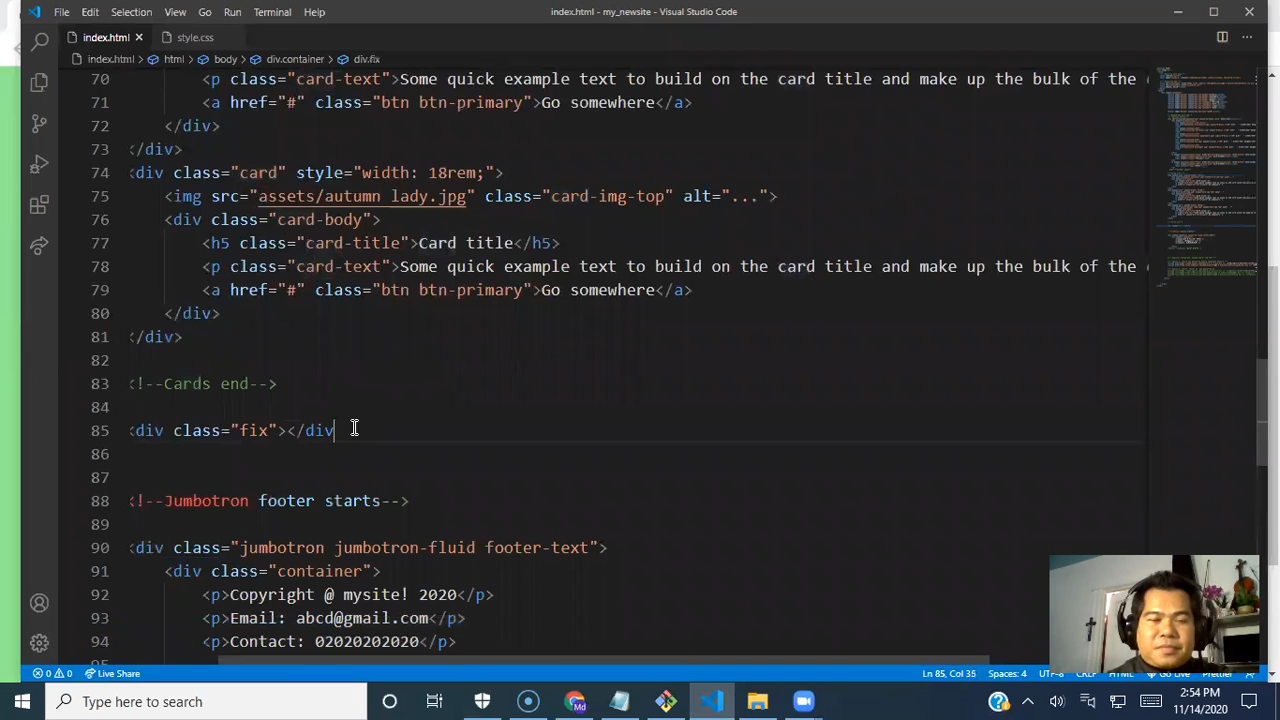 File Edit Selection View Go Run Terminal Help index.html - my_newsite - Visual Studio Code
index.html × style.css
index.html > html > body > div.container > div.fix
70 <p class="card-text">Some quick example text to build on the card title and make up the bulk of the
71 <a href="#" class="btn btn-primary">Go somewhere</a>
72 </div>
73 </div>
74 <div class="card" style="width: 18rem;">
75 <img src="assets/autumn lady.jpg" class="card-img-top" alt="...">
76 <div class="card-body">
77 <h5 class="card-title">Card title</h5>
78 <p class="card-text">Some quick example text to build on the card title and make up the bulk of the
79 <a href="#" class="btn btn-primary">Go somewhere</a>
80 </div>
81 </div>
82
83 <!--Cards end-->
84
85 <div class="fix"></div
86
87
88 <!--Jumbotron footer starts-->
89
90 <div class="jumbotron jumbotron-fluid footer-text">
91 <div class="container">
92 <p>Copyright @ mysite! 2020</p>
93 <p>Email: abcd@gmail.com</p>
94 <p>Contact: 02020202020</p>
0 0 Live Share Ln 85, Col 35 Spaces: 4 UTF-8 CRLF HTML Go Live Prettier
Type here to search
2:54 PM
11/14/2020